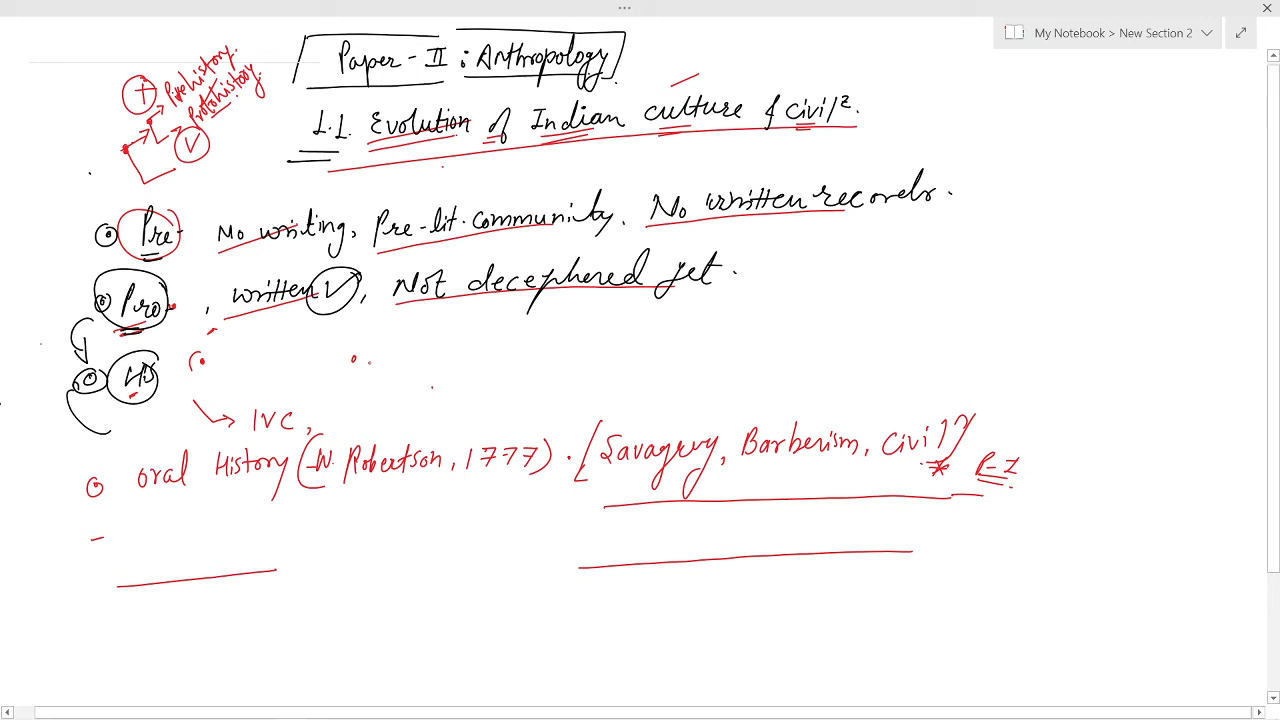 My Notebook > New Section 2
Paper - II : Anthropology
Prehistory.
Protohistory.
1.1. Evolution of Indian culture & civil².
Pre- No writing, Pre-lit. community. No written records.
Pro- , written ✓, Not decephered yet.
His
→ IVC,
Oral History (W. Robertson, 1777). [Savagery, Barberism, Civil]
P-I